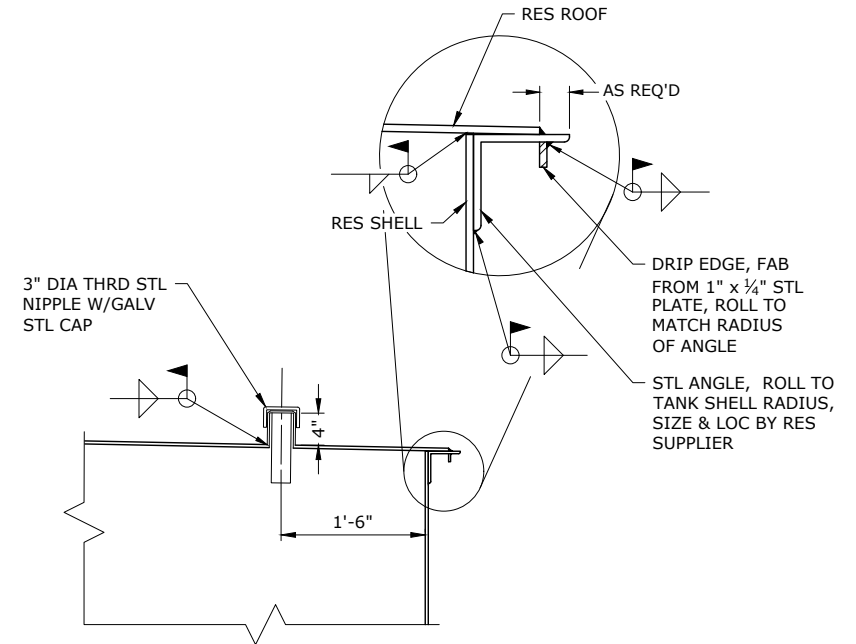 RES ROOF
AS REQ'D
RES SHELL
DRIP EDGE, FAB
FROM 1" x ¼" STL
PLATE, ROLL TO
MATCH RADIUS
OF ANGLE
3" DIA THRD STL
NIPPLE W/GALV
STL CAP
STL ANGLE, ROLL TO
TANK SHELL RADIUS,
SIZE & LOC BY RES
SUPPLIER
4"
1'-6"